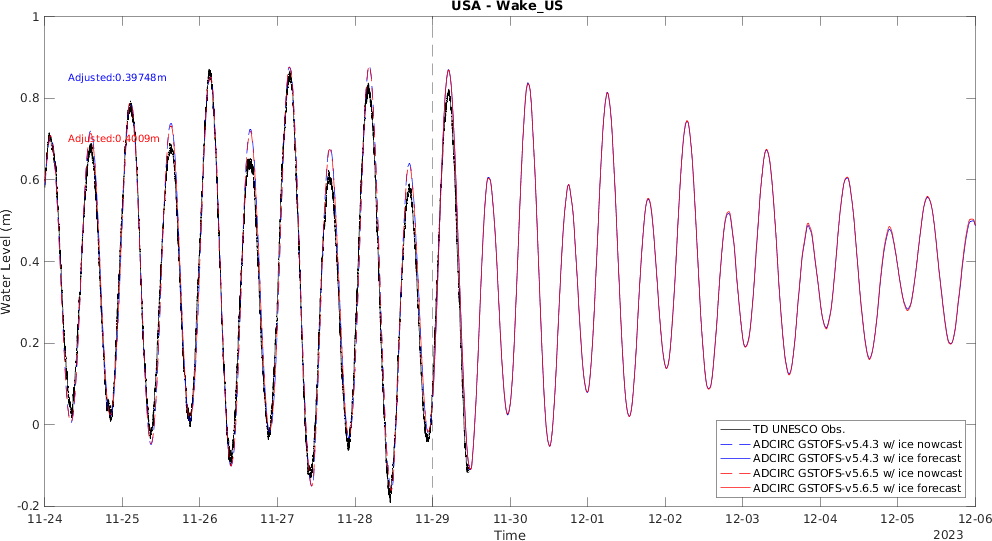 USA - Wake_US
1
0.8
0.6
0.4
0.2
0
-0.2
Water Level (m)
Adjusted:0.39748m
Adjusted:0.4009m
TD UNESCO Obs.
ADCIRC GSTOFS-v5.4.3 w/ ice nowcast
ADCIRC GSTOFS-v5.4.3 w/ ice forecast
ADCIRC GSTOFS-v5.6.5 w/ ice nowcast
ADCIRC GSTOFS-v5.6.5 w/ ice forecast
11-24 11-25 11-26 11-27 11-28 11-29 11-30 12-01 12-02 12-03 12-04 12-05 12-06
Time
2023